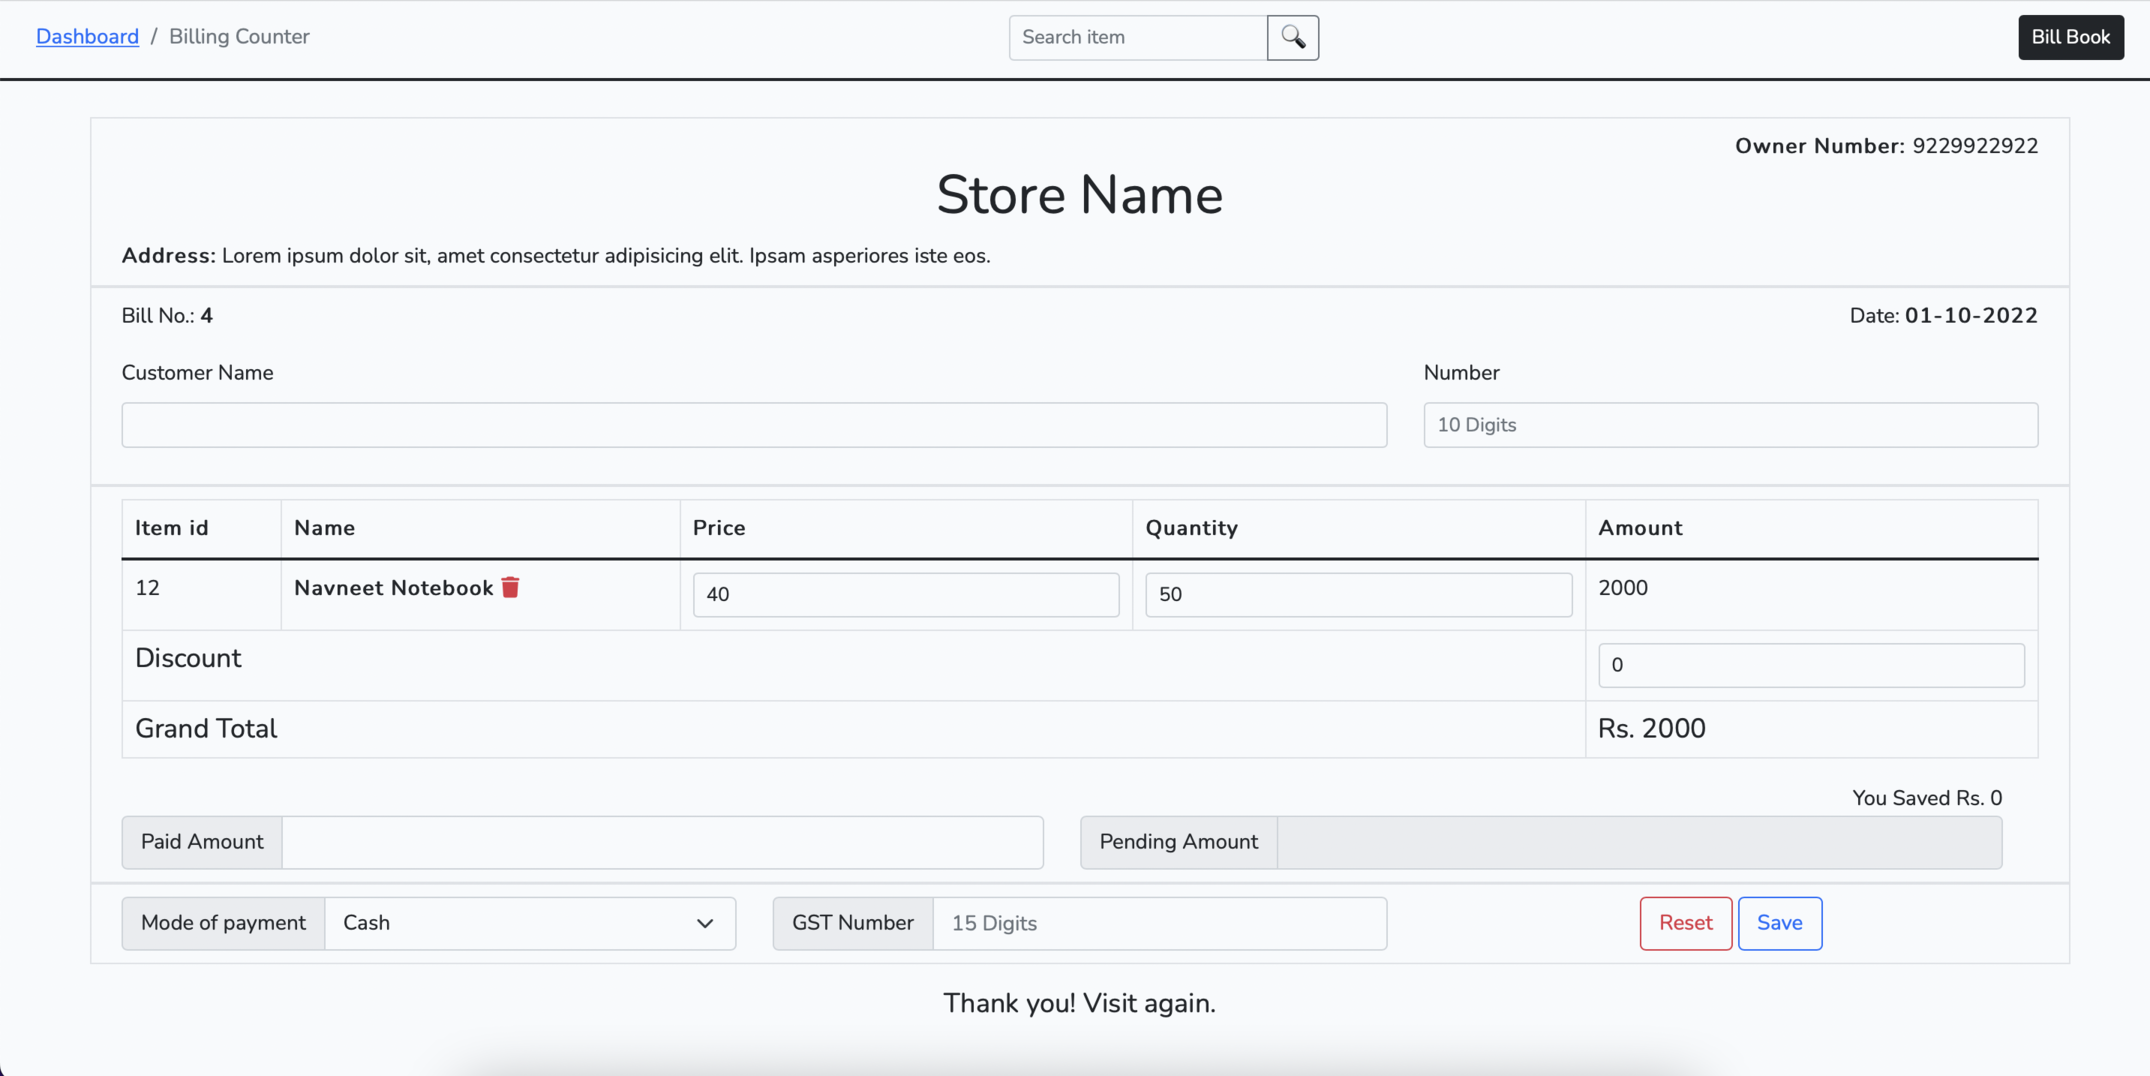 Dashboard / Billing Counter
Search item
Bill Book
Owner Number: 9229922922
Store Name
Address: Lorem ipsum dolor sit, amet consectetur adipisicing elit. Ipsam asperiores iste eos.
Bill No.: 4
Date: 01-10-2022
Customer Name
Number
10 Digits
Item id Name Price Quantity Amount
12 Navneet Notebook 40 50 2000
Discount 0
Grand Total Rs. 2000
You Saved Rs. 0
Paid Amount
Pending Amount
Mode of payment Cash
GST Number 15 Digits
Reset Save
Thank you! Visit again.